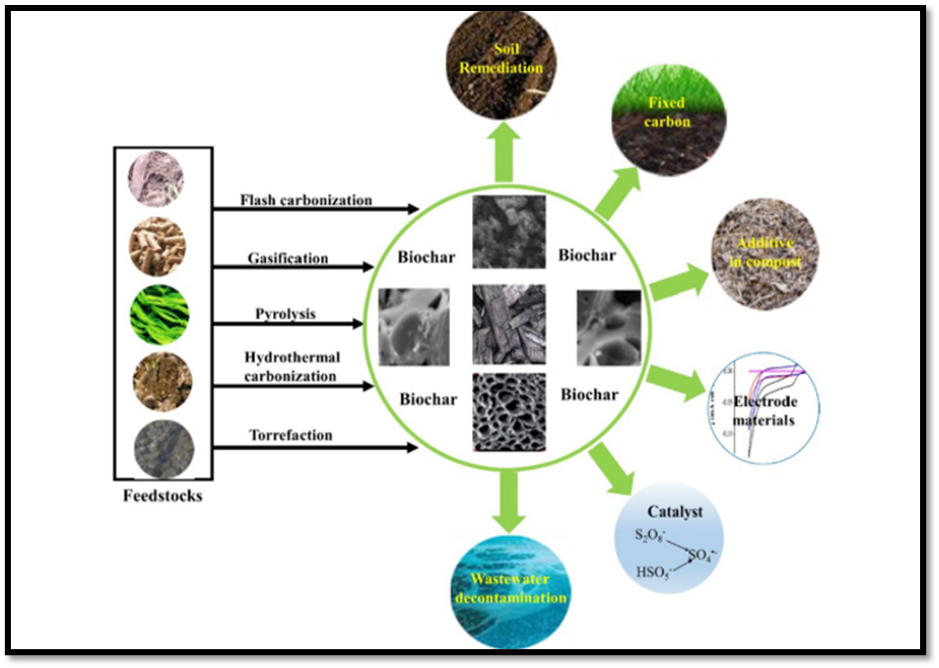 Soil
Remediation
Fixed
carbon
Flash carbonization
Gasification
Pyrolysis
Hydrothermal
carbonization
Torrefaction
Feedstocks
Biochar
Biochar
Biochar
Biochar
Additive
in compost
Electrode
materials
Catalyst
S₂O₈⁻
HSO₅⁻
SO₄•⁻
Wastewater
decontamination